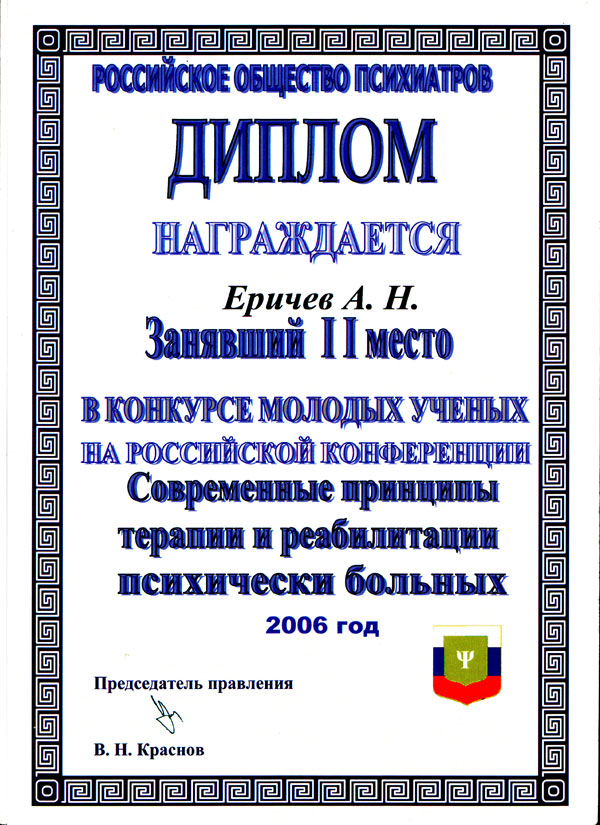 РОССИЙСКОЕ ОБЩЕСТВО ПСИХИАТРОВ
ДИПЛОМ
НАГРАЖДАЕТСЯ
Еричев А. Н.
Занявший II место
В КОНКУРСЕ МОЛОДЫХ УЧЕНЫХ
НА РОССИЙСКОЙ КОНФЕРЕНЦИИ
Современные принципы
терапии и реабилитации
психически больных
2006 год
Ψ
Председатель правления
В. Н. Краснов